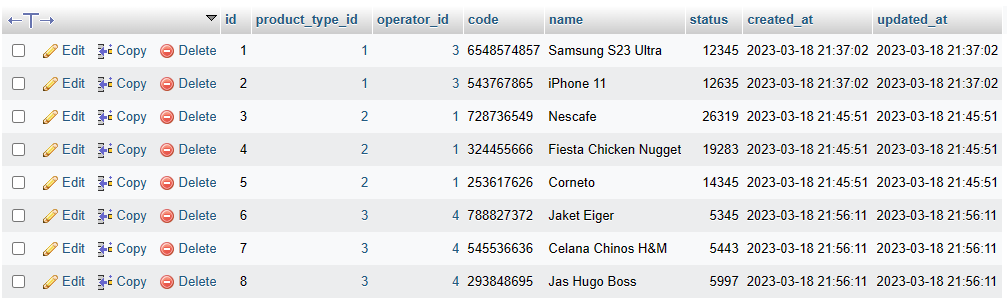 id product_type_id operator_id code name status created_at updated_at
Edit Copy Delete 1 1 3 6548574857 Samsung S23 Ultra 12345 2023-03-18 21:37:02 2023-03-18 21:37:02
Edit Copy Delete 2 1 3 543767865 iPhone 11 12635 2023-03-18 21:37:02 2023-03-18 21:37:02
Edit Copy Delete 3 2 1 728736549 Nescafe 26319 2023-03-18 21:45:51 2023-03-18 21:45:51
Edit Copy Delete 4 2 1 324455666 Fiesta Chicken Nugget 19283 2023-03-18 21:45:51 2023-03-18 21:45:51
Edit Copy Delete 5 2 1 253617626 Corneto 14345 2023-03-18 21:45:51 2023-03-18 21:45:51
Edit Copy Delete 6 3 4 788827372 Jaket Eiger 5345 2023-03-18 21:56:11 2023-03-18 21:56:11
Edit Copy Delete 7 3 4 545536636 Celana Chinos H&M 5443 2023-03-18 21:56:11 2023-03-18 21:56:11
Edit Copy Delete 8 3 4 293848695 Jas Hugo Boss 5997 2023-03-18 21:56:11 2023-03-18 21:56:11